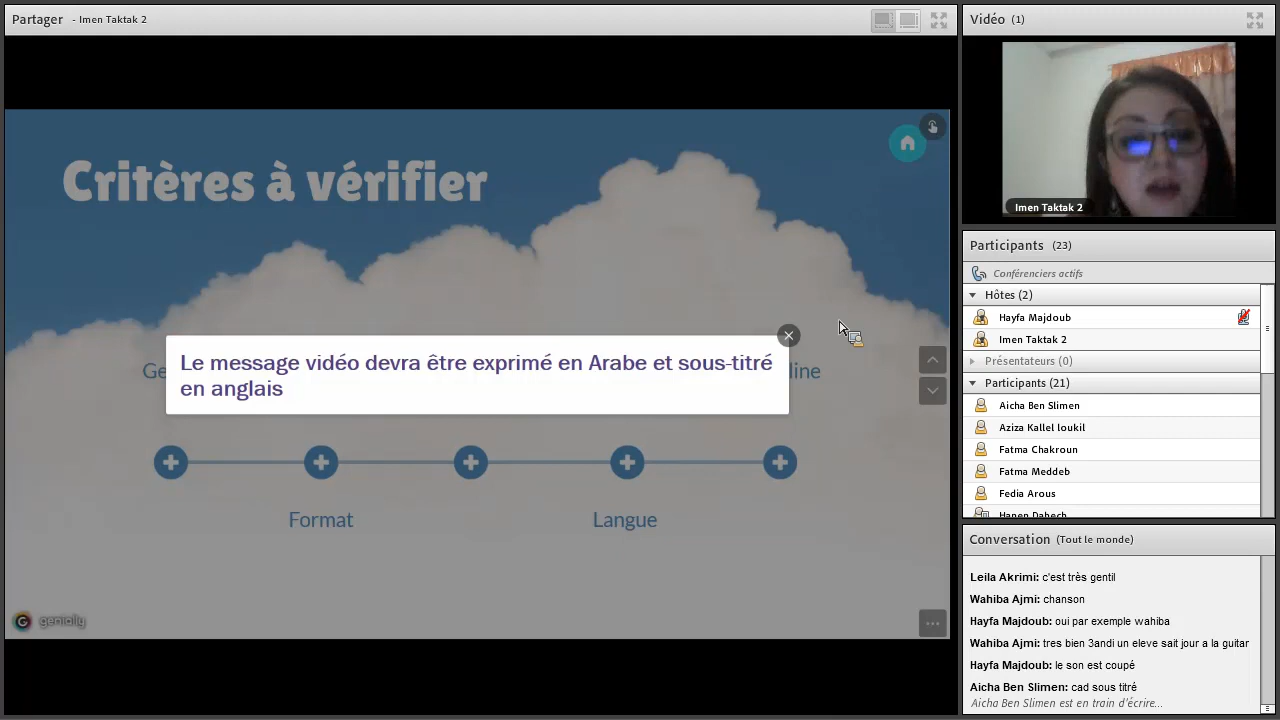 Partager - Imen Taktak 2
Critères à vérifier
Ge
line
Le message vidéo devra être exprimé en Arabe et sous-titré
en anglais
Format
Langue
genially
Vidéo (1)
Imen Taktak 2
Participants (23)
Conférenciers actifs
Hôtes (2)
Hayfa Majdoub
Imen Taktak 2
Présentateurs (0)
Participants (21)
Aicha Ben Slimen
Aziza Kallel loukil
Fatma Chakroun
Fatma Meddeb
Fedia Arous
Hanen Dabech
Conversation (Tout le monde)
Leila Akrimi: c'est très gentil
Wahiba Ajmi: chanson
Hayfa Majdoub: oui par exemple wahiba
Wahiba Ajmi: tres bien 3andi un eleve sait jour a la guitar
Hayfa Majdoub: le son est coupé
Aicha Ben Slimen: cad sous titré
Aicha Ben Slimen est en train d'écrire...